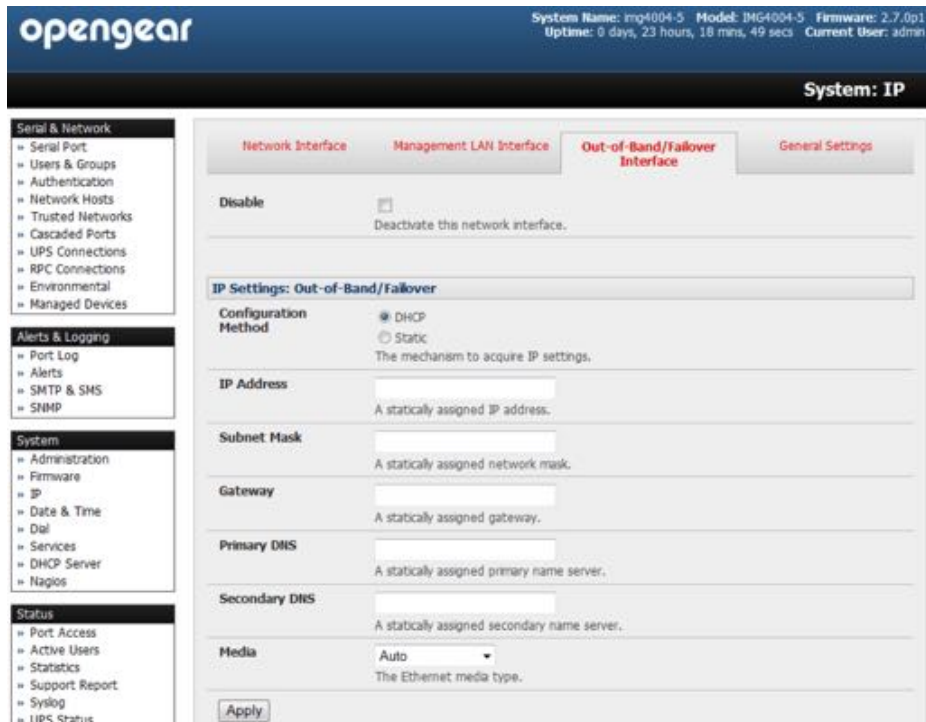 opengear
System Name: img4004-5 Model: IMG4004-5 Firmware: 2.7.0p1
Uptime: 0 days, 23 hours, 18 mins, 49 secs Current User: admin
System: IP
Serial & Network
» Serial Port
» Users & Groups
» Authentication
» Network Hosts
» Trusted Networks
» Cascaded Ports
» UPS Connections
» RPC Connections
» Environmental
» Managed Devices
Alerts & Logging
» Port Log
» Alerts
» SMTP & SMS
» SNMP
System
» Administration
» Firmware
» IP
» Date & Time
» Dial
» Services
» DHCP Server
» Nagios
Status
» Port Access
» Active Users
» Statistics
» Support Report
» Syslog
» UPS Status
Network Interface
Management LAN Interface
Out-of-Band/Failover
Interface
General Settings
Disable
Deactivate this network interface.
IP Settings: Out-of-Band/Failover
Configuration
Method
DHCP
Static
The mechanism to acquire IP settings.
IP Address
A statically assigned IP address.
Subnet Mask
A statically assigned network mask.
Gateway
A statically assigned gateway.
Primary DNS
A statically assigned primary name server.
Secondary DNS
A statically assigned secondary name server.
Media
Auto
The Ethernet media type.
Apply